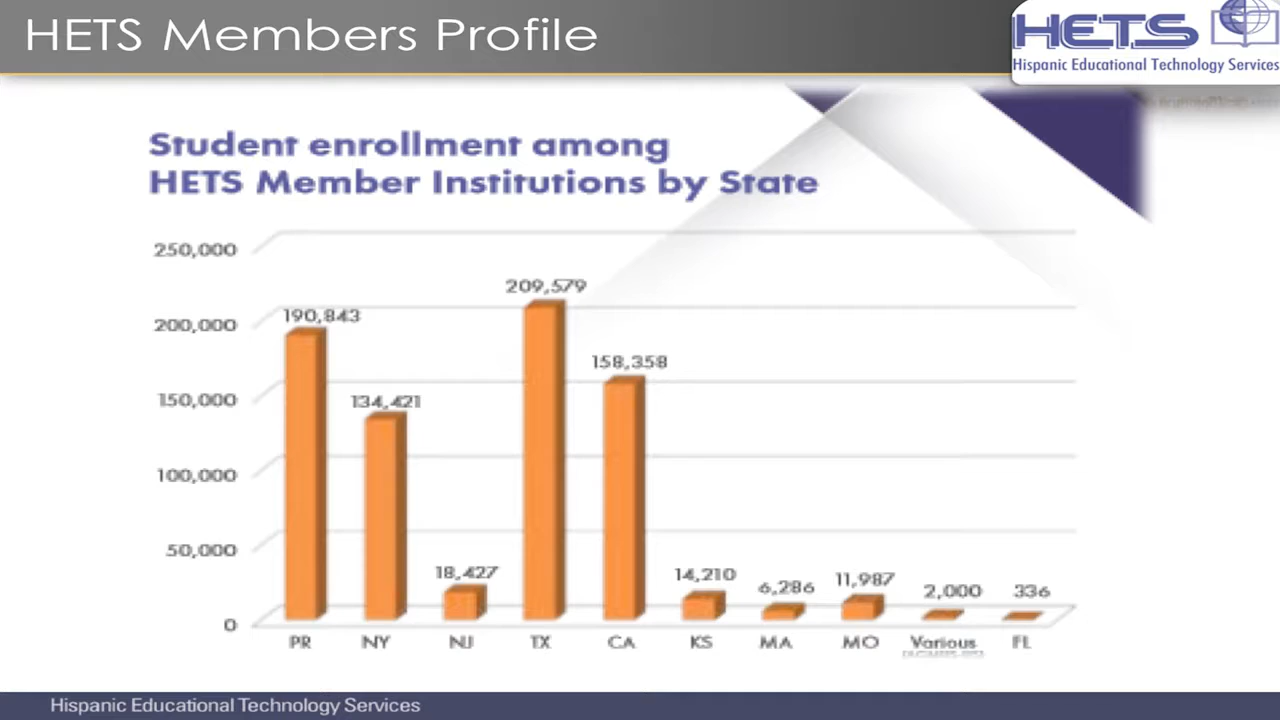 HETS Members Profile
HETS
Hispanic Educational Technology Services
Student enrollment among
HETS Member Institutions by State
250,000
200,000
150,000
100,000
50,000
0
190,843
134,421
18,427
209,579
158,358
14,210
6,286
11,987
2,000
336
PR NY NJ TX CA KS MA MO Various FL
Hispanic Educational Technology Services